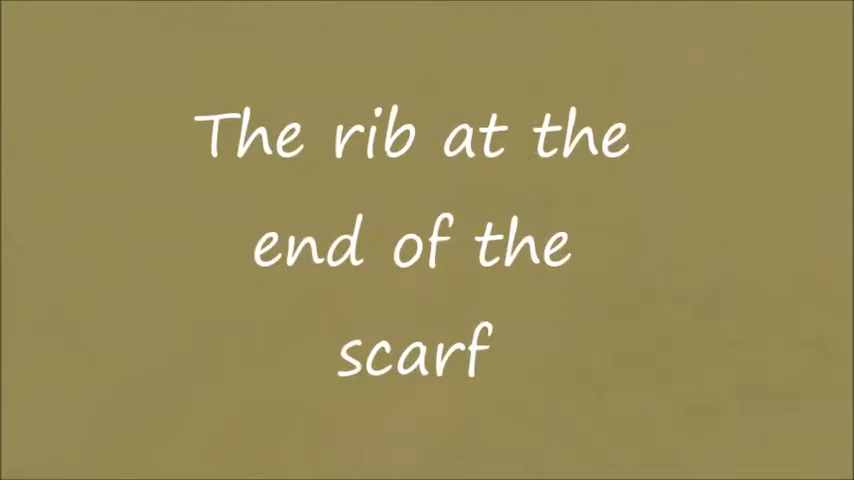 The rib at the
end of the
scarf